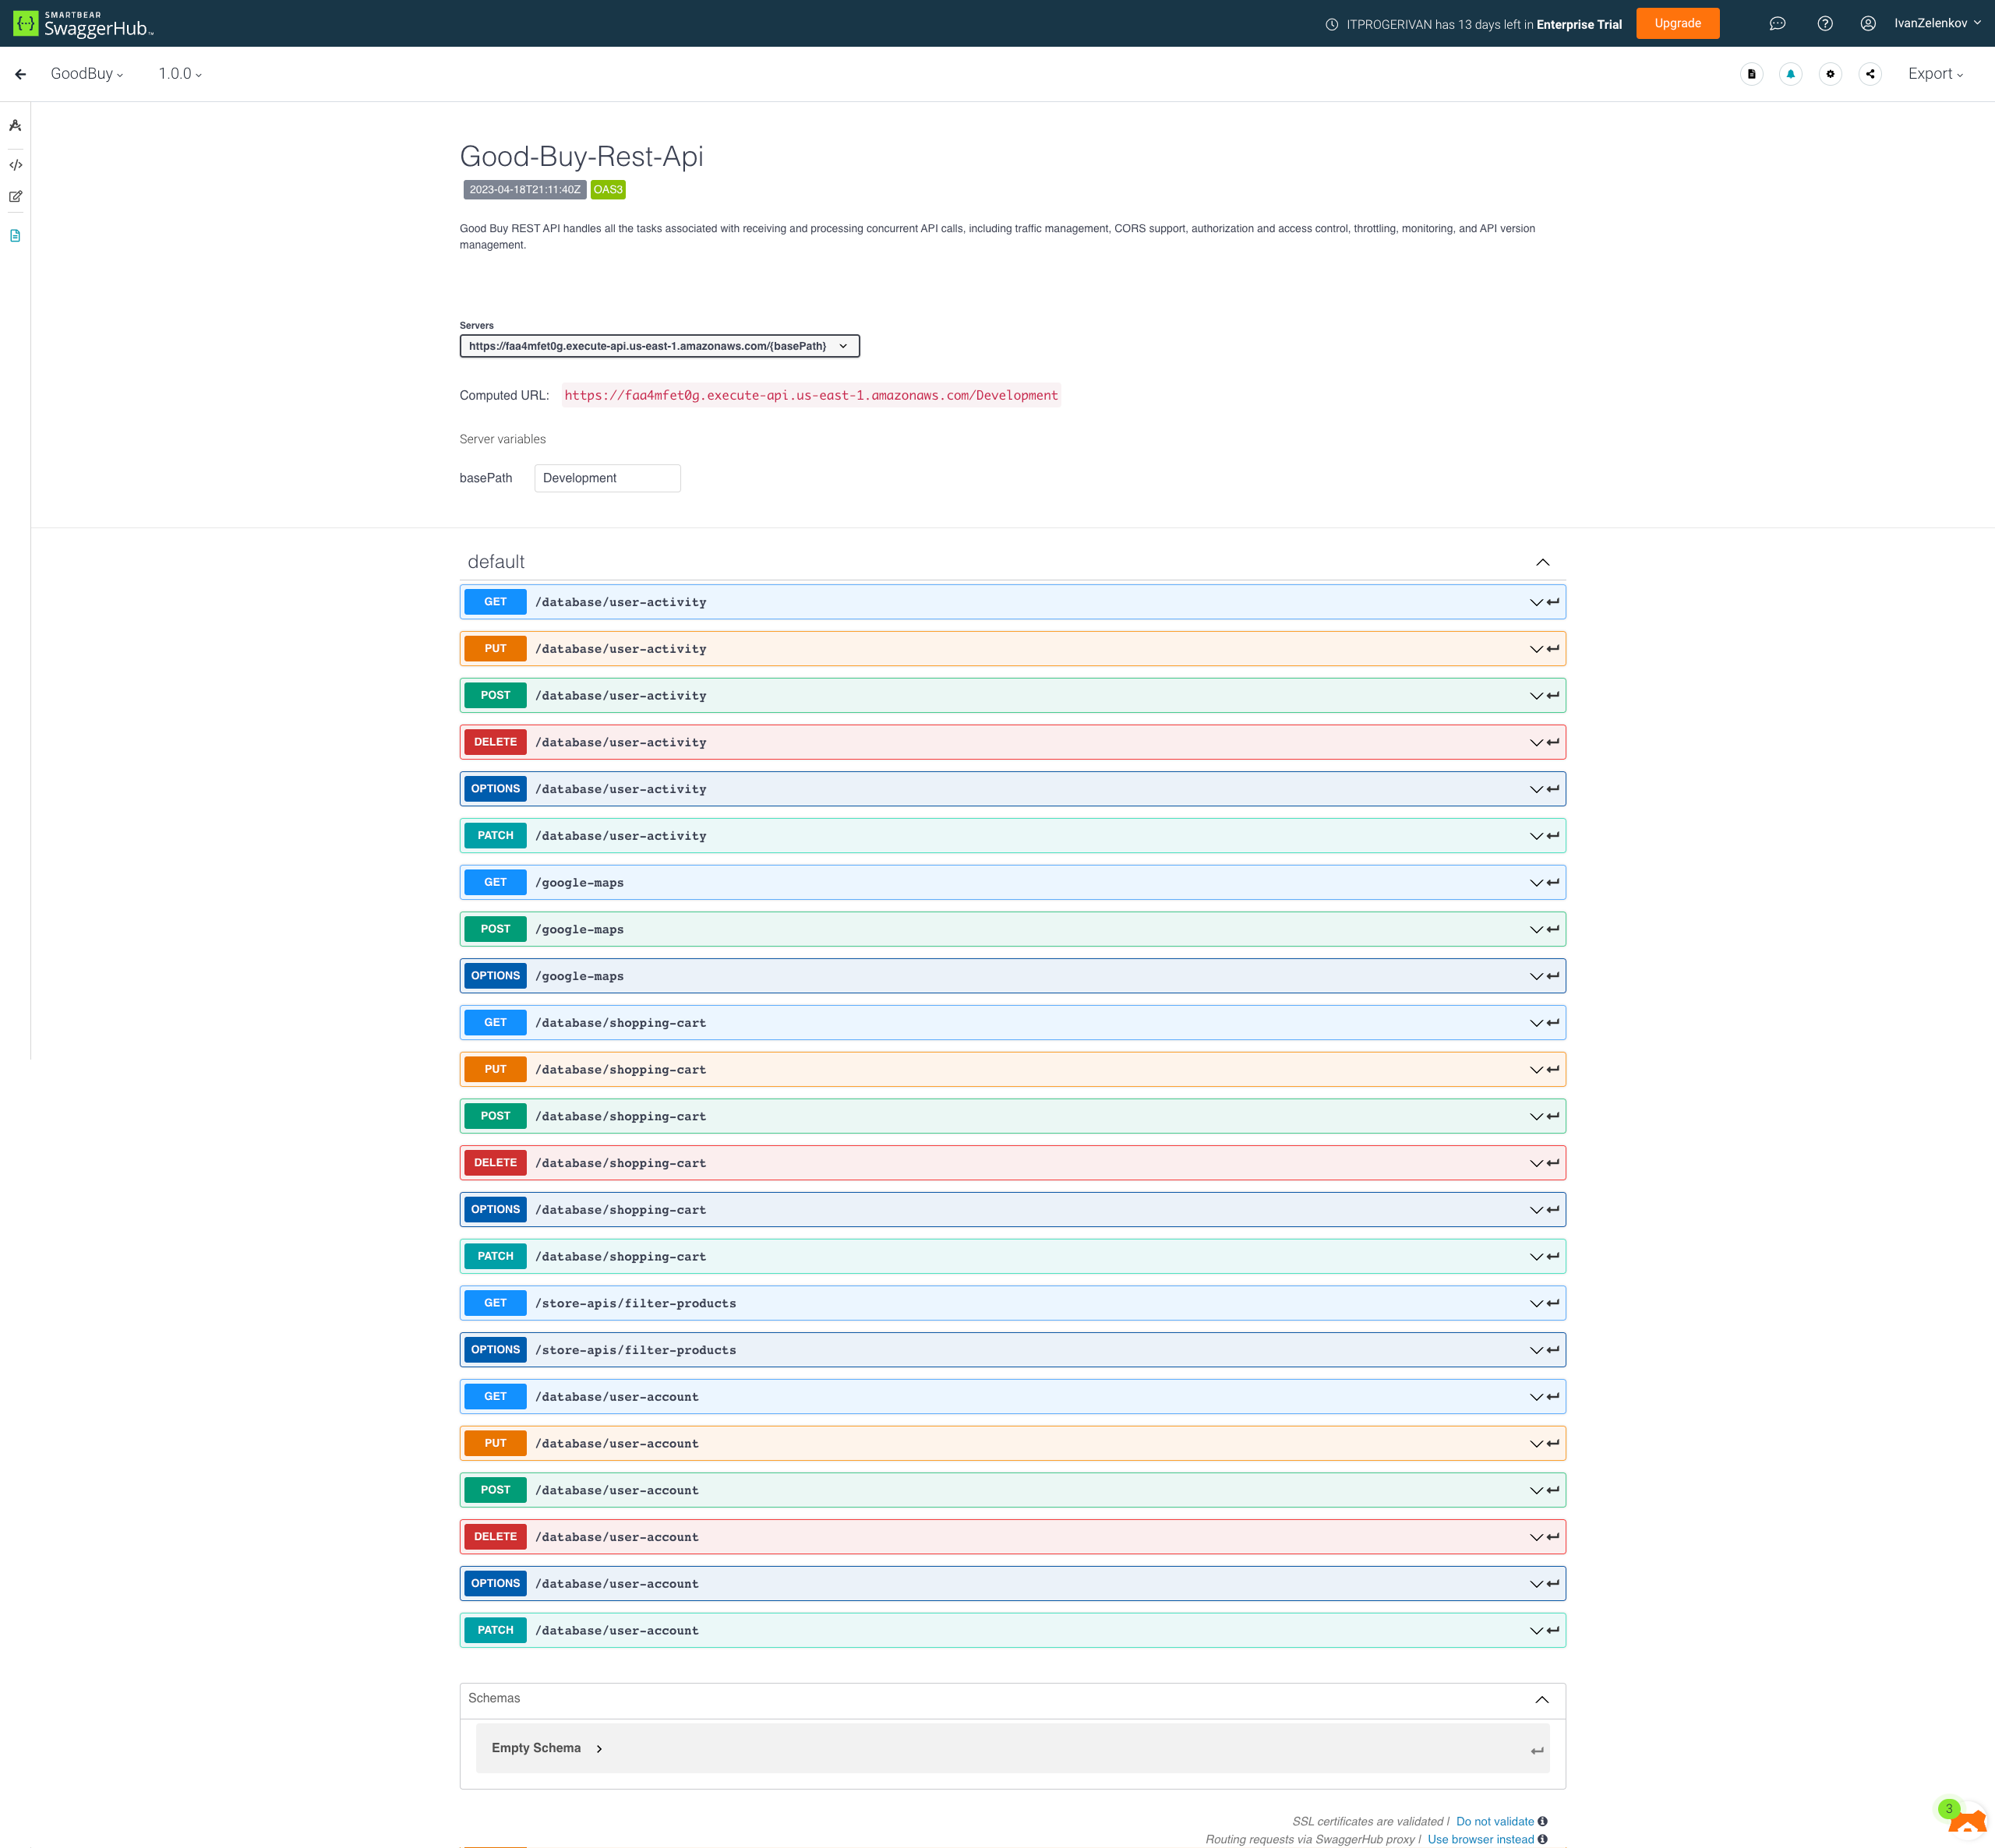 SMARTBEAR
SwaggerHub™
ITPROGERIVAN has 13 days left in Enterprise Trial
Upgrade
IvanZelenkov
GoodBuy
1.0.0
Export
Good-Buy-Rest-Api
2023-04-18T21:11:40Z OAS3
Good Buy REST API handles all the tasks associated with receiving and processing concurrent API calls, including traffic management, CORS support, authorization and access control, throttling, monitoring, and API version
management.
Servers
https://faa4mfet0g.execute-api.us-east-1.amazonaws.com/{basePath}
Computed URL: https://faa4mfet0g.execute-api.us-east-1.amazonaws.com/Development
Server variables
basePath Development
default
GET /database/user-activity
PUT /database/user-activity
POST /database/user-activity
DELETE /database/user-activity
OPTIONS /database/user-activity
PATCH /database/user-activity
GET /google-maps
POST /google-maps
OPTIONS /google-maps
GET /database/shopping-cart
PUT /database/shopping-cart
POST /database/shopping-cart
DELETE /database/shopping-cart
OPTIONS /database/shopping-cart
PATCH /database/shopping-cart
GET /store-apis/filter-products
OPTIONS /store-apis/filter-products
GET /database/user-account
PUT /database/user-account
POST /database/user-account
DELETE /database/user-account
OPTIONS /database/user-account
PATCH /database/user-account
Schemas
Empty Schema
3
SSL certificates are validated / Do not validate
Routing requests via SwaggerHub proxy / Use browser instead